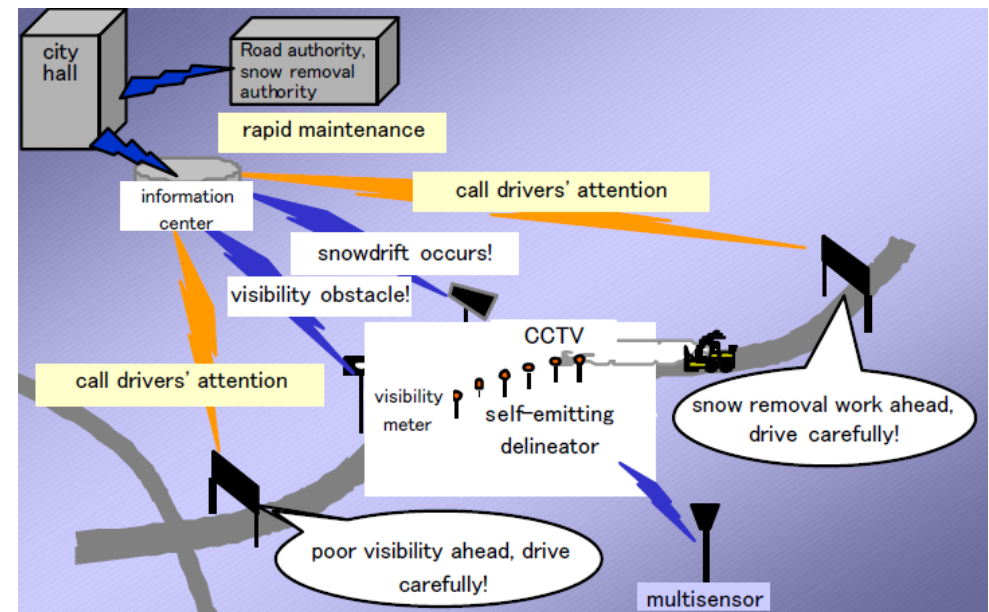 city
hall
Road authority,
snow removal
authority
rapid maintenance
information
center
call drivers' attention
snowdrift occurs!
visibility obstacle!
CCTV
call drivers' attention
visibility
meter
self-emitting
delineator
snow removal work ahead,
drive carefully!
poor visibility ahead, drive
carefully!
multisensor